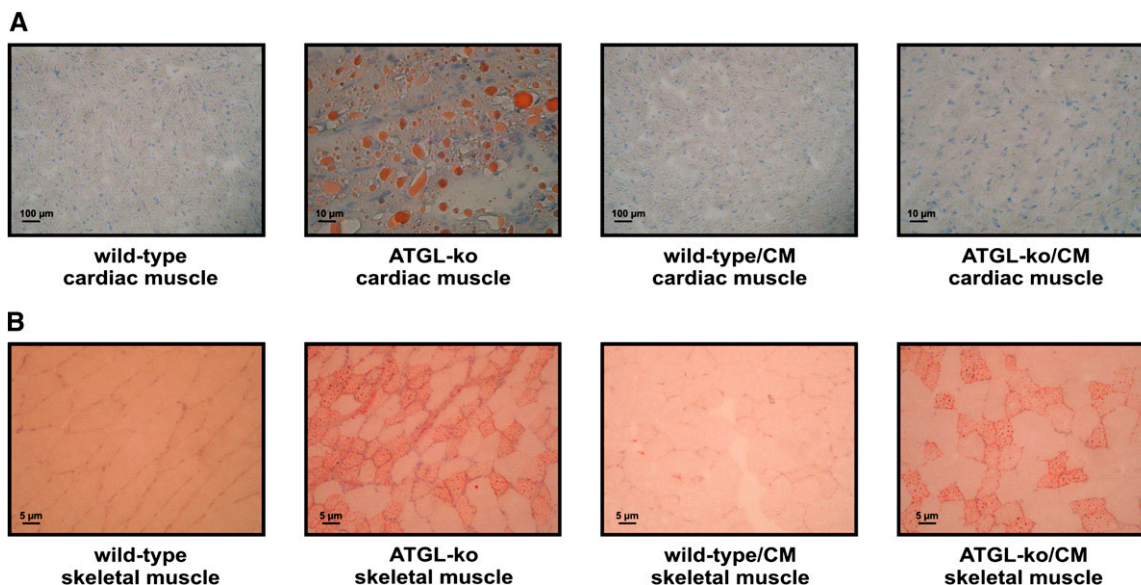 A
100 µm
10 µm
100 µm
10 µm
wild-type
cardiac muscle
ATGL-ko
cardiac muscle
wild-type/CM
cardiac muscle
ATGL-ko/CM
cardiac muscle
B
5 µm
5 µm
5 µm
5 µm
wild-type
skeletal muscle
ATGL-ko
skeletal muscle
wild-type/CM
skeletal muscle
ATGL-ko/CM
skeletal muscle